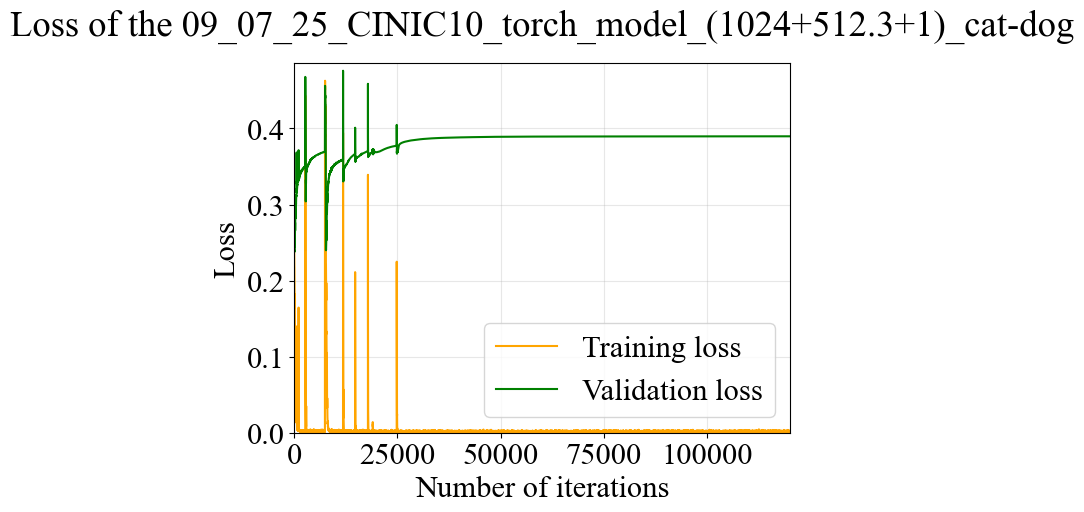 Loss of the 09_07_25_CINIC10_torch_model_(1024+512.3+1)_cat-dog
Loss
0.4
0.3
0.2
0.1
0.0
Training loss
Validation loss
0 25000 50000 75000 100000
Number of iterations